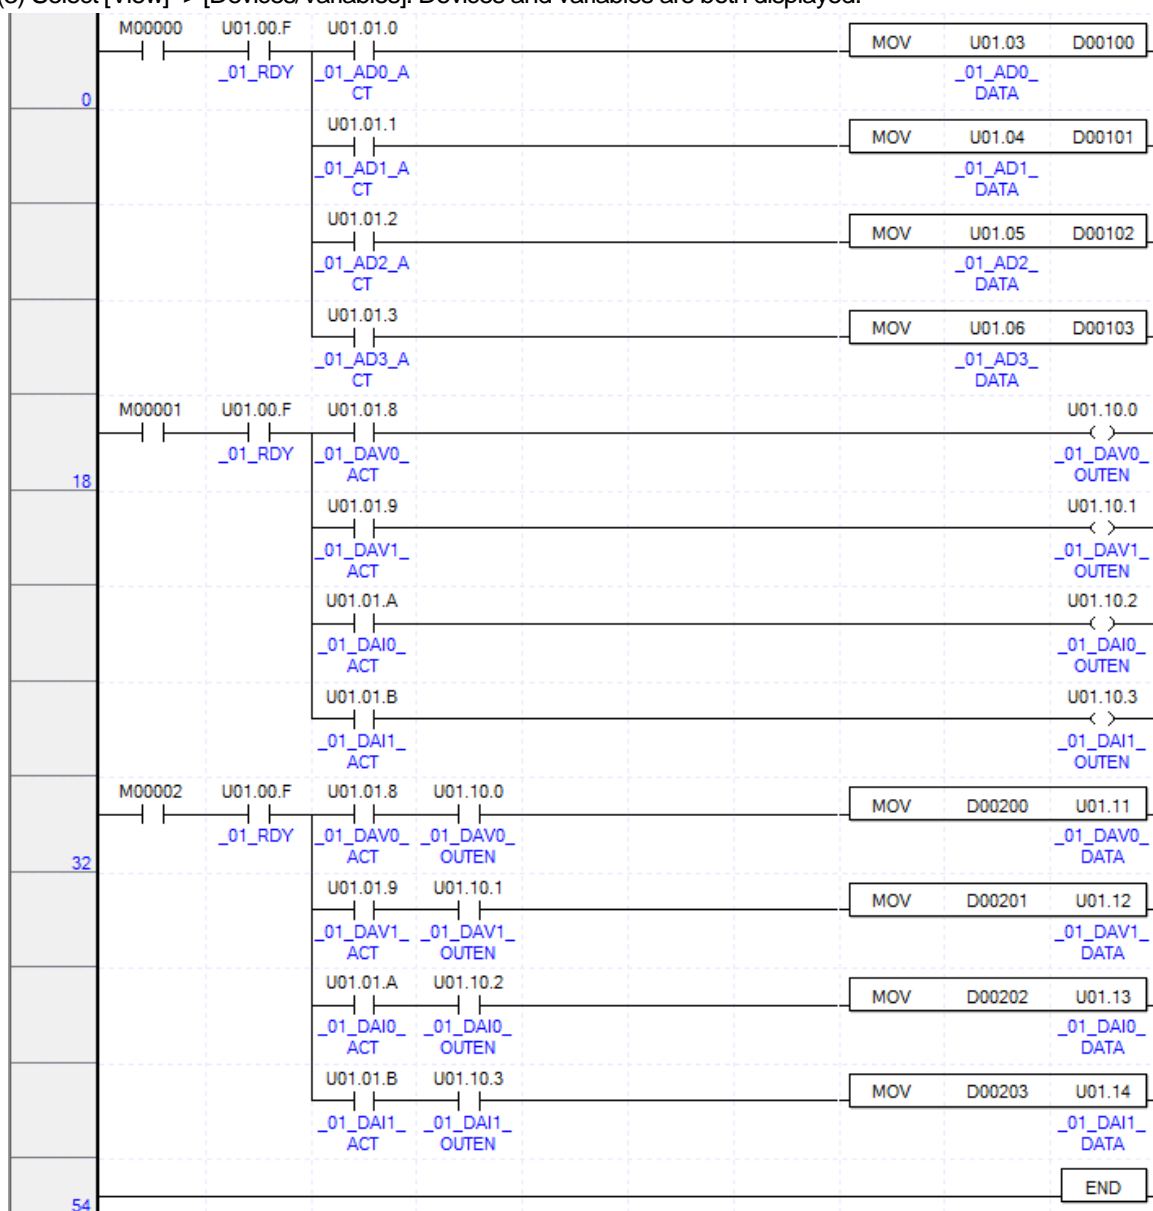 (3) Select [View] -> [Devices/Variables]. Devices and variables are both displayed.
M00000 U01.00.F U01.01.0
MOV U01.03 D00100
_01_RDY _01_AD0_A _01_AD0_
CT DATA
0
U01.01.1
MOV U01.04 D00101
_01_AD1_A _01_AD1_
CT DATA
U01.01.2
MOV U01.05 D00102
_01_AD2_A _01_AD2_
CT DATA
U01.01.3
MOV U01.06 D00103
_01_AD3_A _01_AD3_
CT DATA
M00001 U01.00.F U01.01.8 U01.10.0
_01_RDY _01_DAV0_ _01_DAV0_
ACT OUTEN
18
U01.01.9 U01.10.1
_01_DAV1_ _01_DAV1_
ACT OUTEN
U01.01.A U01.10.2
_01_DAI0_ _01_DAI0_
ACT OUTEN
U01.01.B U01.10.3
_01_DAI1_ _01_DAI1_
ACT OUTEN
M00002 U01.00.F U01.01.8 U01.10.0
MOV D00200 U01.11
_01_RDY _01_DAV0_ _01_DAV0_ _01_DAV0_
ACT OUTEN DATA
32
U01.01.9 U01.10.1
MOV D00201 U01.12
_01_DAV1_ _01_DAV1_ _01_DAV1_
ACT OUTEN DATA
U01.01.A U01.10.2
MOV D00202 U01.13
_01_DAI0_ _01_DAI0_ _01_DAI0_
ACT OUTEN DATA
U01.01.B U01.10.3
MOV D00203 U01.14
_01_DAI1_ _01_DAI1_ _01_DAI1_
ACT OUTEN DATA
END
54